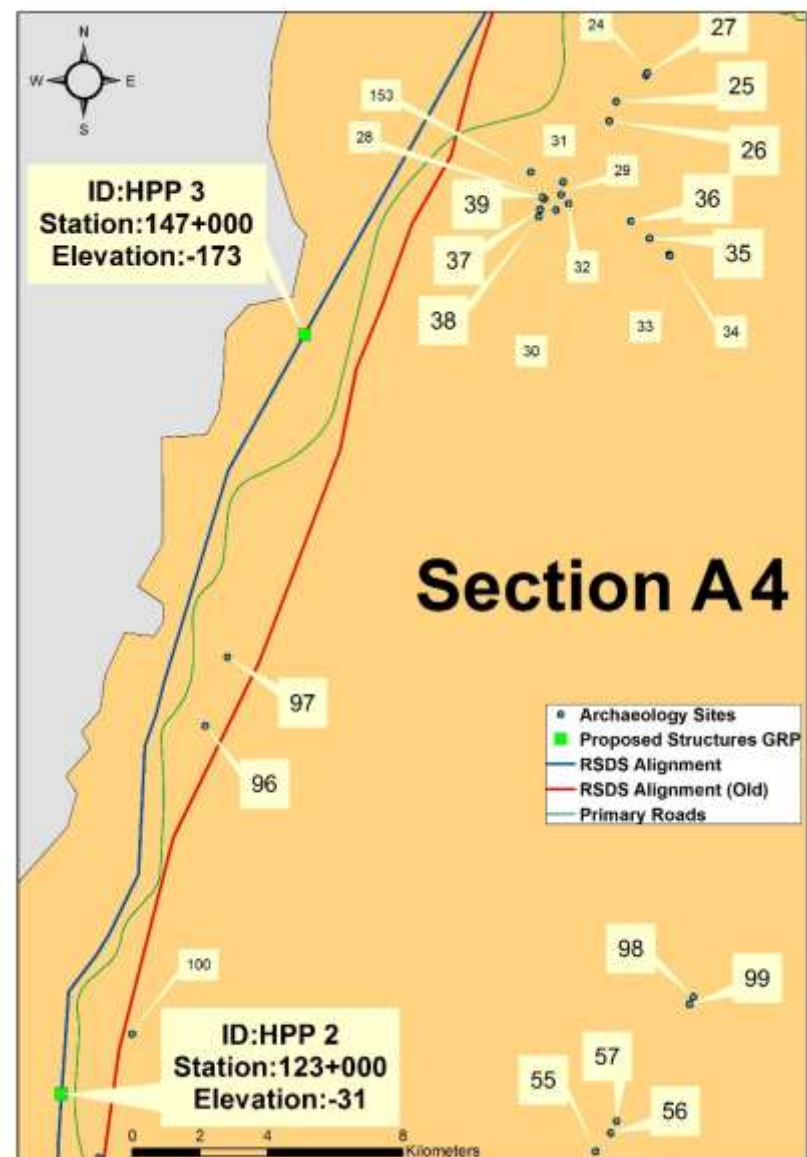 N
W E
S
24
27
25
153
26
28
31
29
36
39
ID:HPP 3
Station:147+000
Elevation:-173
37
35
32
38
33
34
30
Section A4
97
Archaeology Sites
Proposed Structures GRP
RSDS Alignment
RSDS Alignment (Old)
Primary Roads
96
98
100
99
ID:HPP 2
Station:123+000
Elevation:-31
57
55
56
0 2 4 8
Kilometers